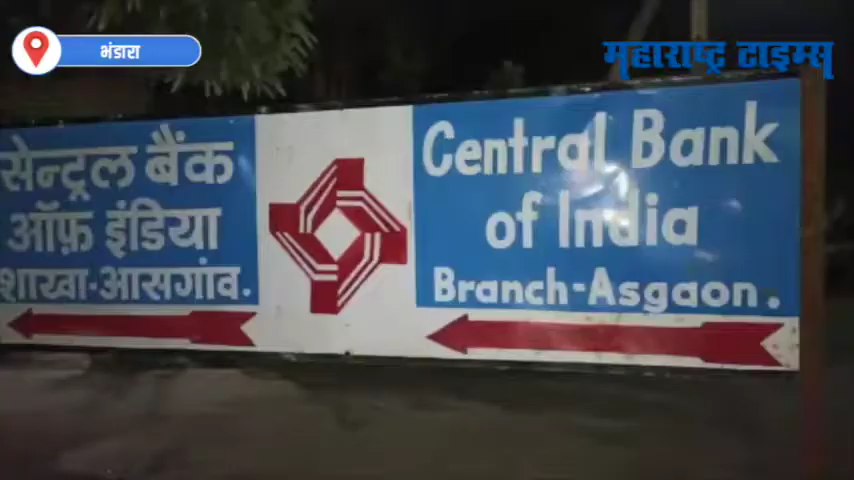 भंडारा
महाराष्ट्र टाइम्स
सेन्ट्रल बैंक
ऑफ़ इंडिया
शाखा-आसगांव.
Central Bank
of India
Branch-Asgaon.